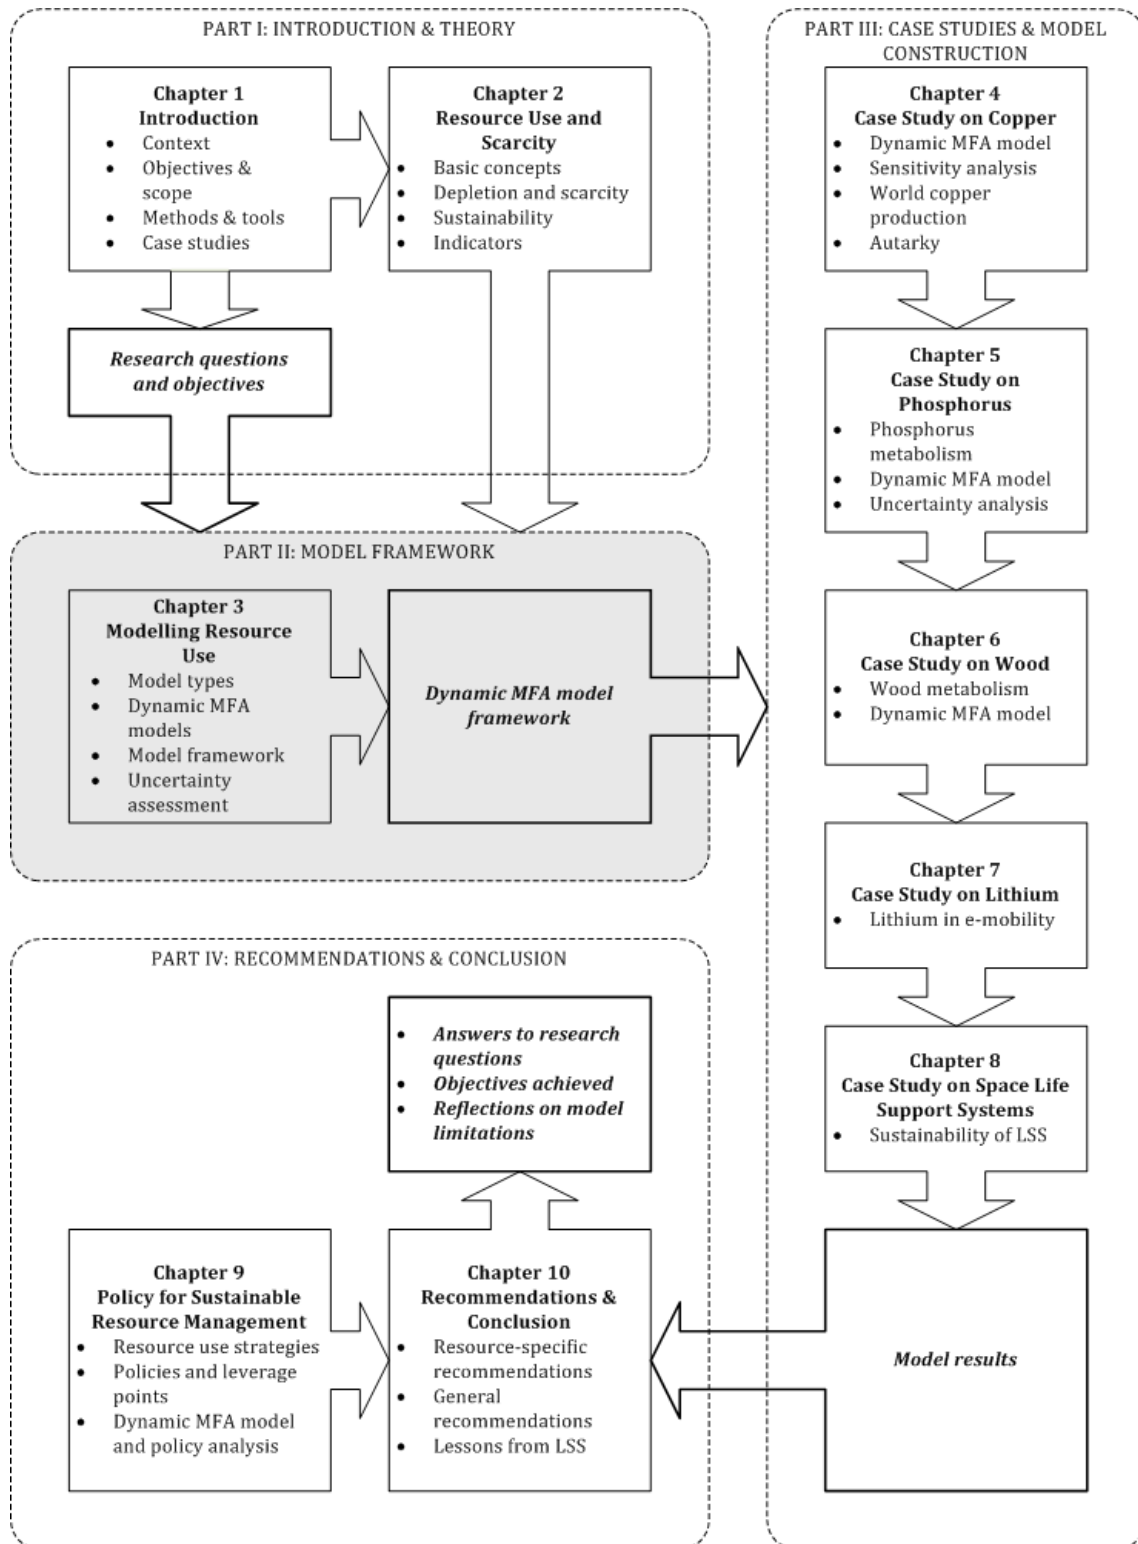 PART I: INTRODUCTION & THEORY
Chapter 1
Introduction
• Context
• Objectives &
scope
• Methods & tools
• Case studies
Chapter 2
Resource Use and
Scarcity
• Basic concepts
• Depletion and scarcity
• Sustainability
• Indicators
Research questions
and objectives
PART II: MODEL FRAMEWORK
Chapter 3
Modelling Resource
Use
• Model types
• Dynamic MFA
models
• Model framework
• Uncertainty
assessment
Dynamic MFA model
framework
PART III: CASE STUDIES & MODEL
CONSTRUCTION
Chapter 4
Case Study on Copper
• Dynamic MFA model
• Sensitivity analysis
• World copper
production
• Autarky
Chapter 5
Case Study on
Phosphorus
• Phosphorus
metabolism
• Dynamic MFA model
• Uncertainty analysis
Chapter 6
Case Study on Wood
• Wood metabolism
• Dynamic MFA model
Chapter 7
Case Study on Lithium
• Lithium in e-mobility
Chapter 8
Case Study on Space Life
Support Systems
• Sustainability of LSS
Model results
PART IV: RECOMMENDATIONS & CONCLUSION
• Answers to research
questions
• Objectives achieved
• Reflections on model
limitations
Chapter 9
Policy for Sustainable
Resource Management
• Resource use strategies
• Policies and leverage
points
• Dynamic MFA model
and policy analysis
Chapter 10
Recommendations &
Conclusion
• Resource-specific
recommendations
• General
recommendations
• Lessons from LSS